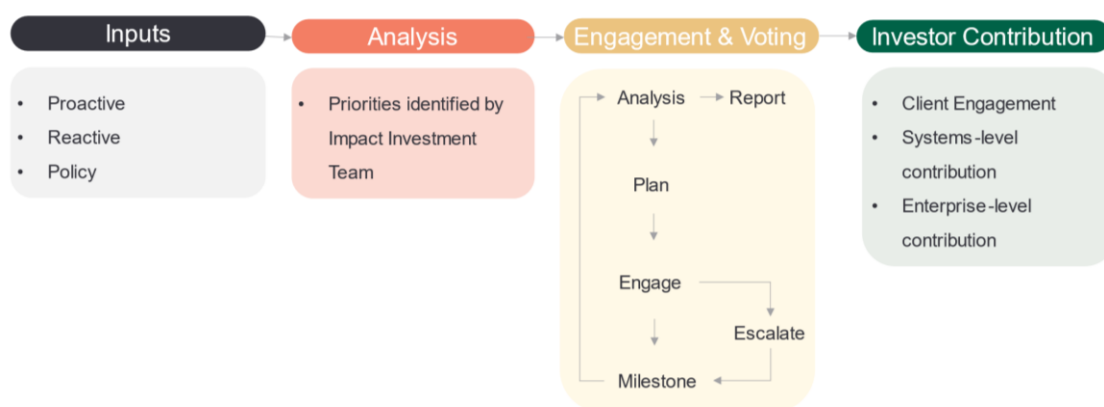 Inputs
Analysis
Engagement & Voting
Investor Contribution
• Proactive
• Reactive
• Policy
• Priorities identified by
Impact Investment
Team
Analysis
Report
Plan
Engage
Escalate
Milestone
• Client Engagement
• Systems-level
contribution
• Enterprise-level
contribution